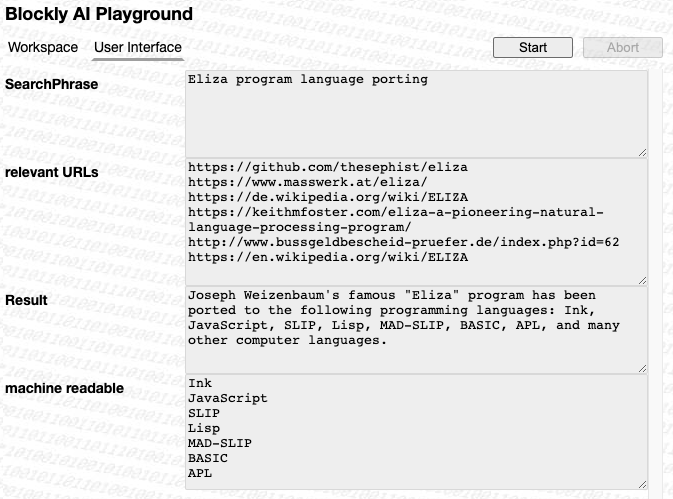 Blockly AI Playground
Workspace User Interface Start Abort
SearchPhrase
Eliza program language porting
relevant URLs
https://github.com/thesephist/eliza
https://www.masswerk.at/eliza/
https://de.wikipedia.org/wiki/ELIZA
https://keithmfoster.com/eliza-a-pioneering-natural-
language-processing-program/
http://www.bussgeldbescheid-pruefer.de/index.php?id=62
https://en.wikipedia.org/wiki/ELIZA
Result
Joseph Weizenbaum's famous "Eliza" program has been
ported to the following programming languages: Ink,
JavaScript, SLIP, Lisp, MAD-SLIP, BASIC, APL, and many
other computer languages.
machine readable
Ink
JavaScript
SLIP
Lisp
MAD-SLIP
BASIC
APL